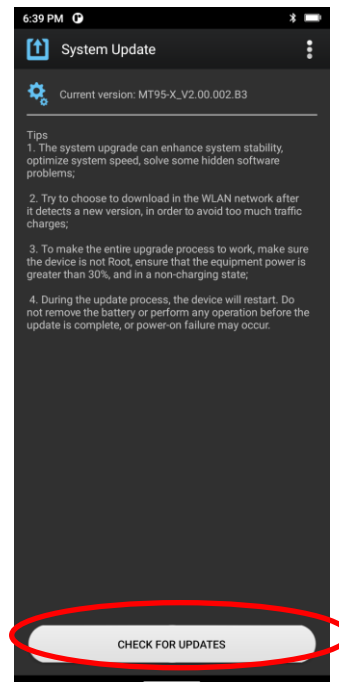 6:39 PM
System Update
Current version: MT95-X_V2.00.002.B3
Tips
1. The system upgrade can enhance system stability,
optimize system speed, solve some hidden software
problems;
2. Try to choose to download in the WLAN network after
it detects a new version, in order to avoid too much traffic
charges;
3. To make the entire upgrade process to work, make sure
the device is not Root, ensure that the equipment power is
greater than 30%, and in a non-charging state;
4. During the update process, the device will restart. Do
not remove the battery or perform any operation before the
update is complete, or power-on failure may occur.
CHECK FOR UPDATES